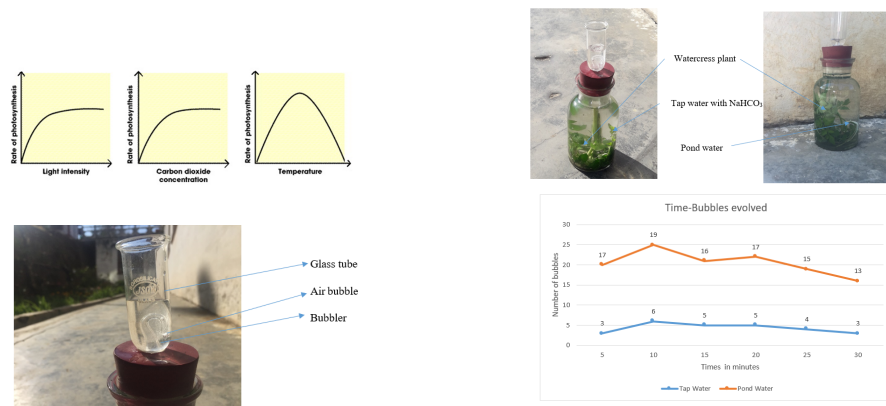 Rate of photosynthesis
Light Intensity
Rate of photosynthesis
Carbon dioxide
concentration
Rate of photosynthesis
Temperature
Glass tube
Air bubble
Bubbler
Watercress plant
Tap water with NaHCO₃
Pond water
Time-Bubbles evolved
Number of bubbles
30
25
20
15
10
5
0
17
19
16
17
15
13
3
6
5
5
4
3
5 10 15 20 25 30
Times in minutes
Tap Water Pond Water